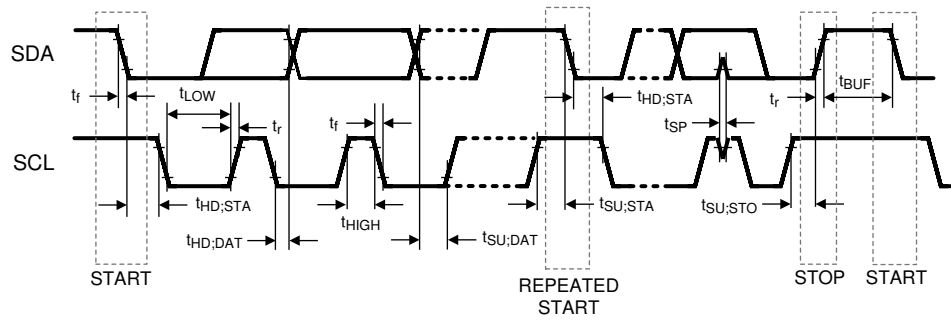 SDA
t_f
t_LOW
t_r
t_f
t_HD;STA
t_SP
t_r
t_BUF
SCL
t_HD;STA
t_HD;DAT
t_HIGH
t_SU;DAT
t_SU;STA
t_SU;STO
START
REPEATED
START
STOP
START